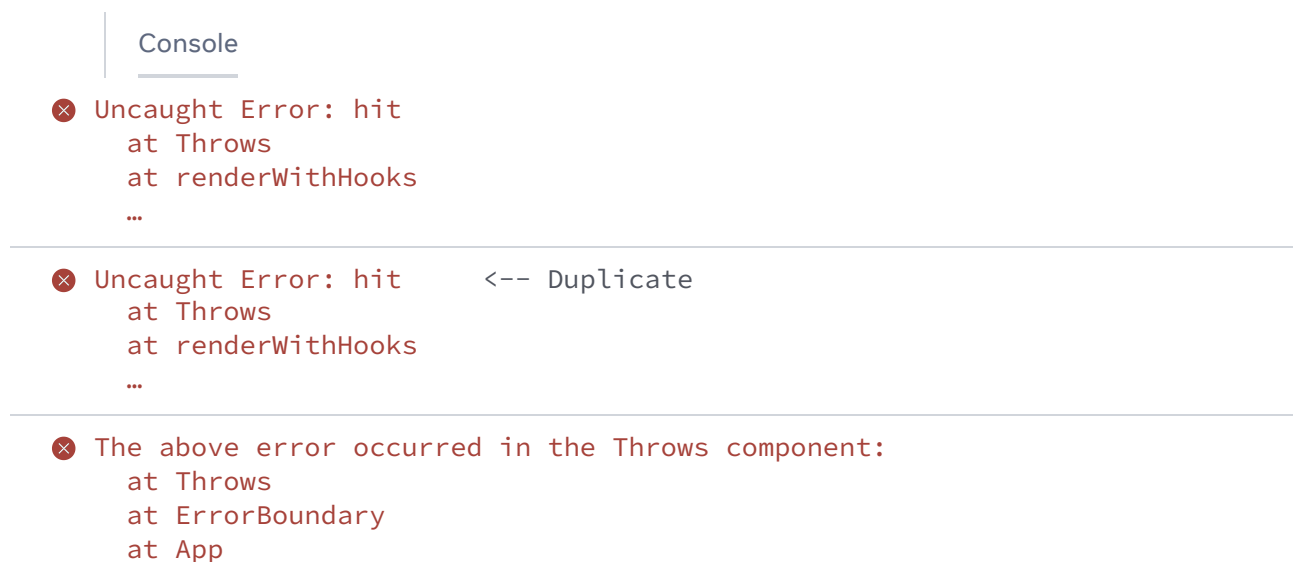 Console
Uncaught Error: hit
at Throws
at renderWithHooks
…
Uncaught Error: hit <-- Duplicate
at Throws
at renderWithHooks
…
The above error occurred in the Throws component:
at Throws
at ErrorBoundary
at App